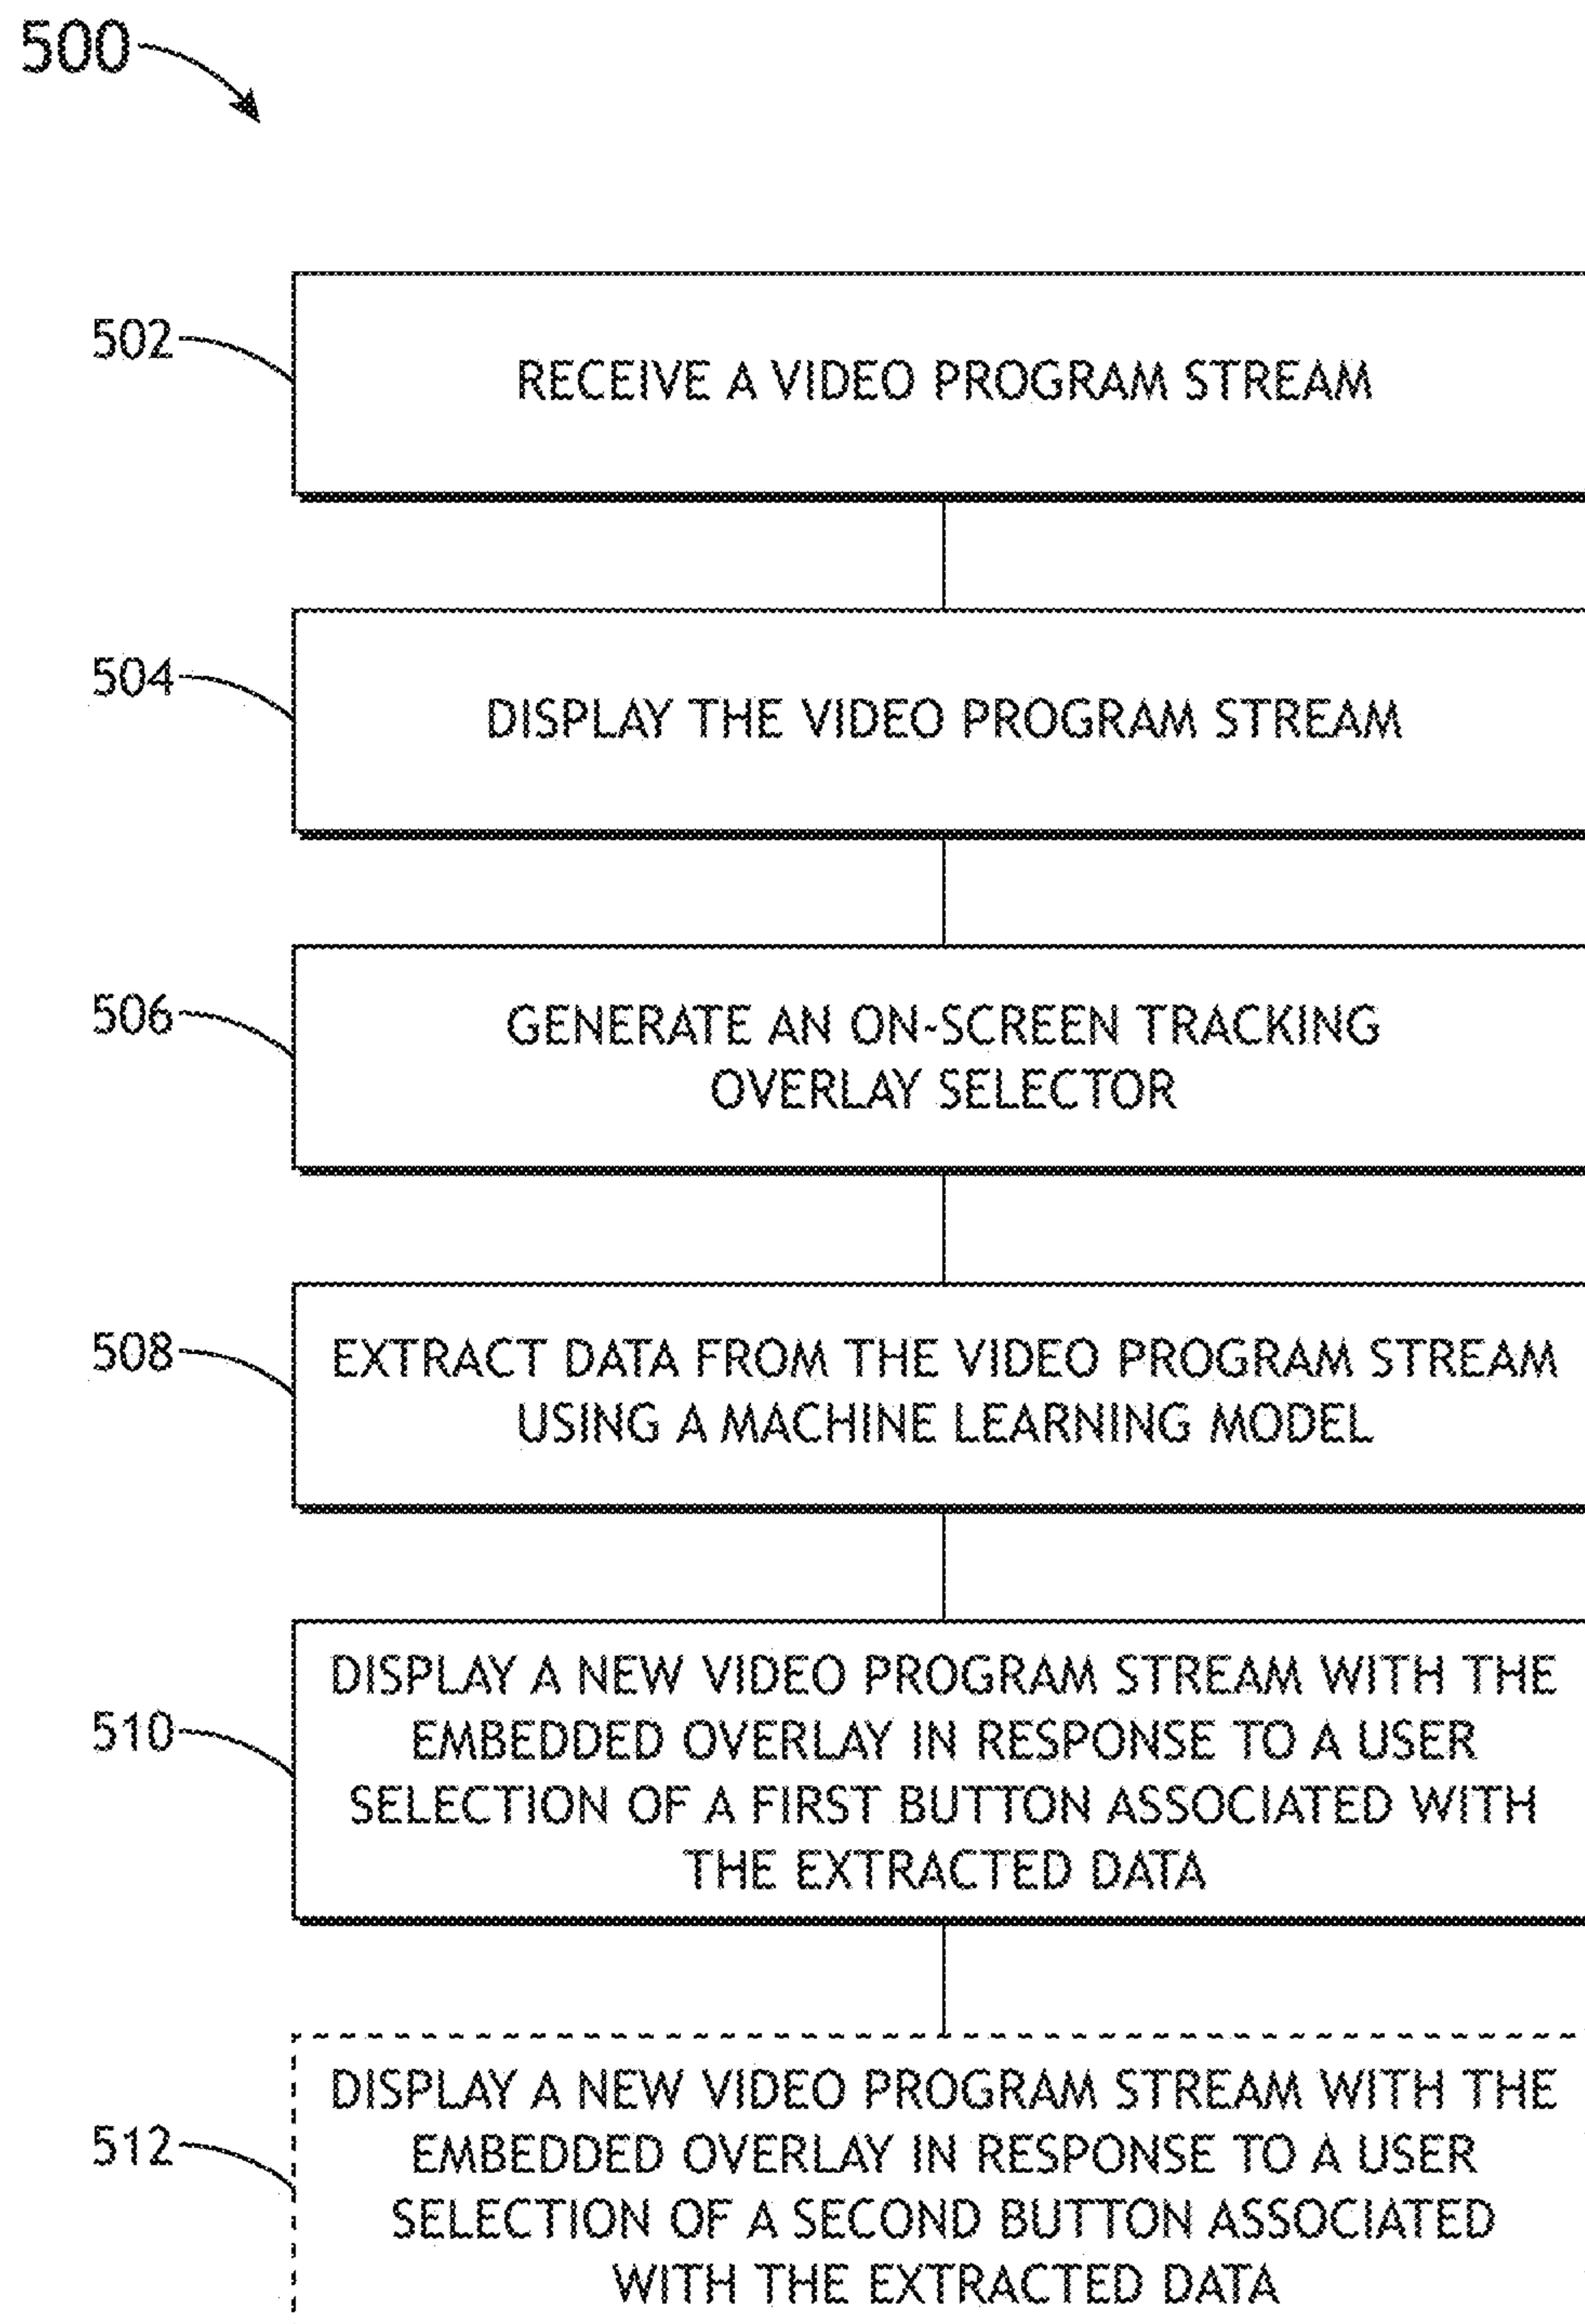 500
502
RECEIVE A VIDEO PROGRAM STREAM
504
DISPLAY THE VIDEO PROGRAM STREAM
506
GENERATE AN ON-SCREEN TRACKING
OVERLAY SELECTOR
508
EXTRACT DATA FROM THE VIDEO PROGRAM STREAM
USING A MACHINE LEARNING MODEL
510
DISPLAY A NEW VIDEO PROGRAM STREAM WITH THE
EMBEDDED OVERLAY IN RESPONSE TO A USER
SELECTION OF A FIRST BUTTON ASSOCIATED WITH
THE EXTRACTED DATA
512
DISPLAY A NEW VIDEO PROGRAM STREAM WITH THE
EMBEDDED OVERLAY IN RESPONSE TO A USER
SELECTION OF A SECOND BUTTON ASSOCIATED
WITH THE EXTRACTED DATA